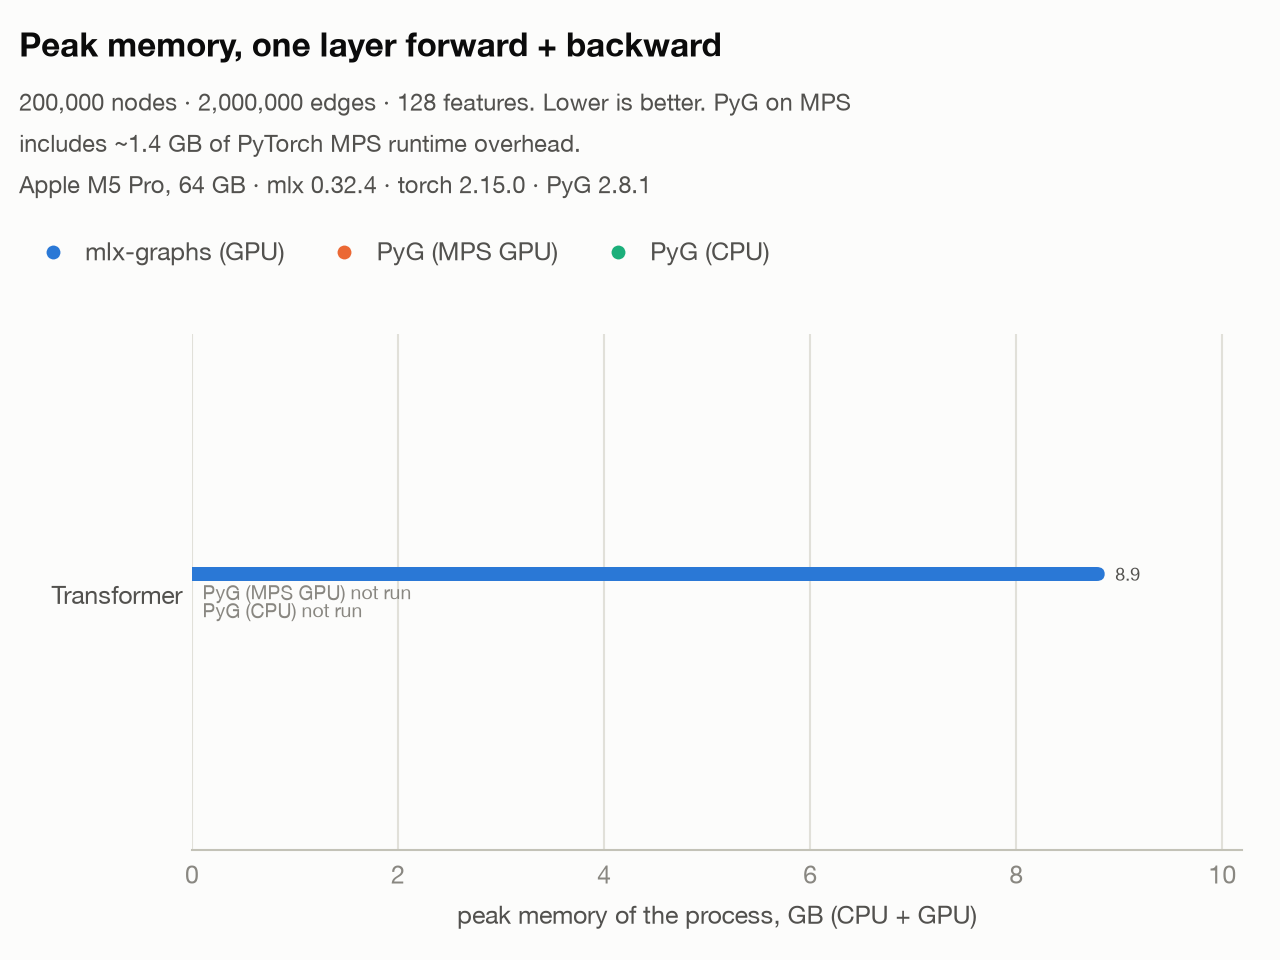 Peak memory, one layer forward + backward
200,000 nodes · 2,000,000 edges · 128 features. Lower is better. PyG on MPS
includes ~1.4 GB of PyTorch MPS runtime overhead.
Apple M5 Pro, 64 GB · mlx 0.32.4 · torch 2.15.0 · PyG 2.8.1
mlx-graphs (GPU) PyG (MPS GPU) PyG (CPU)
8.9
Transformer
PyG (MPS GPU) not run
PyG (CPU) not run
0 2 4 6 8 10
peak memory of the process, GB (CPU + GPU)